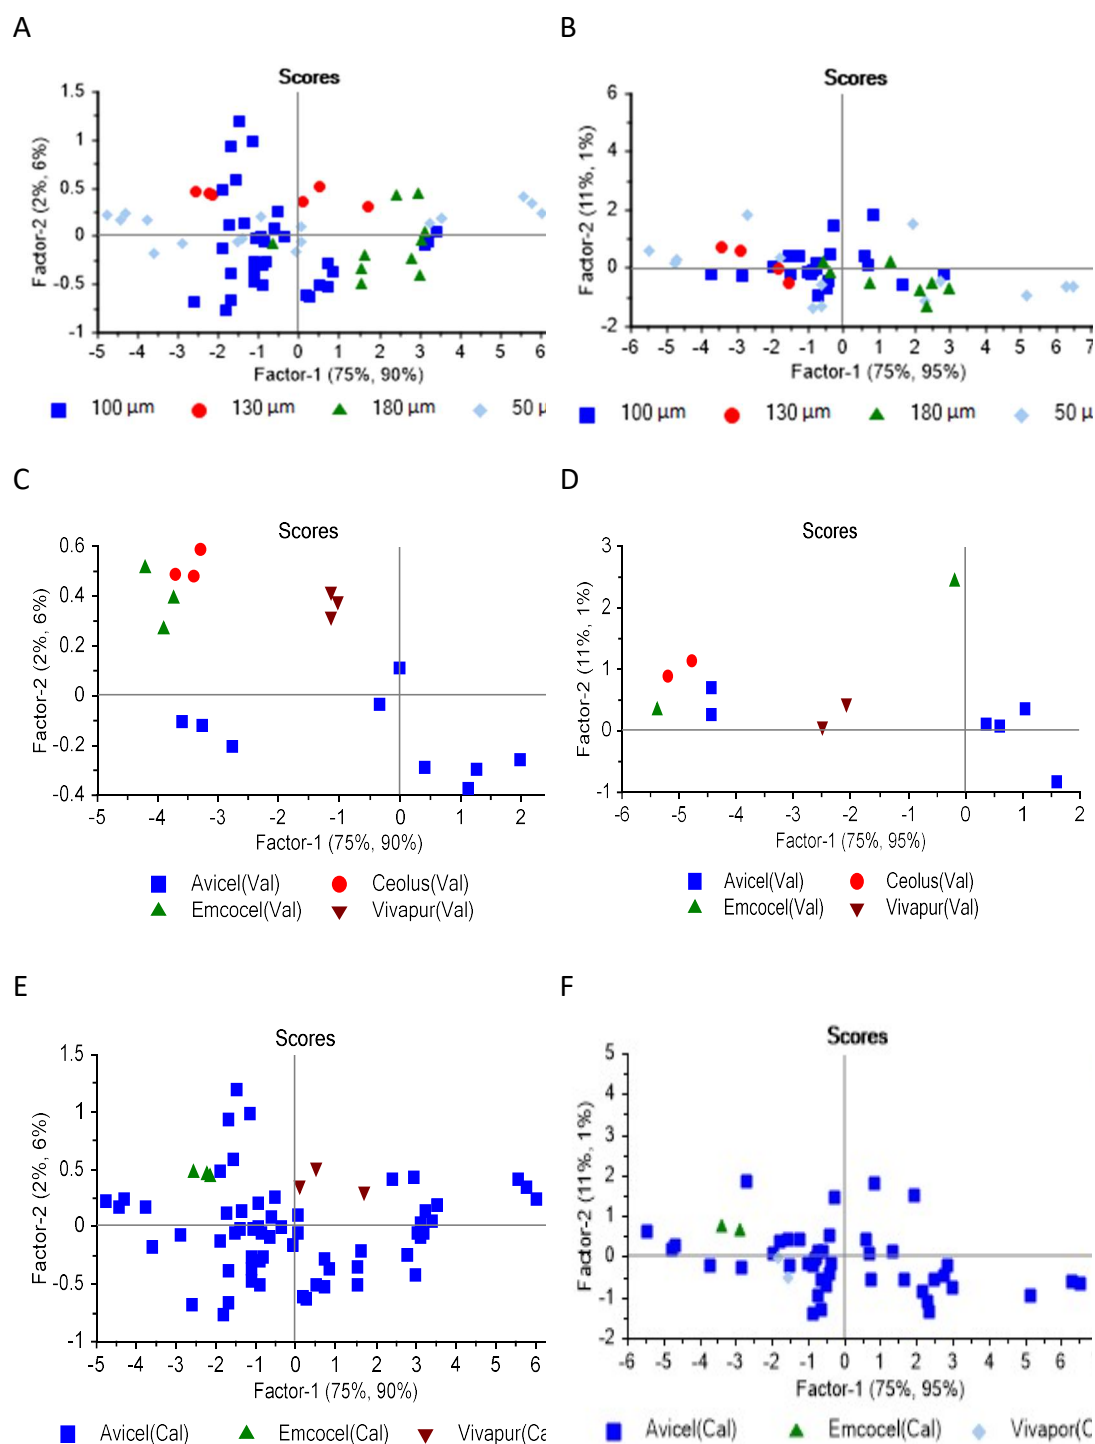 A
B
Scores
1.5
1
0.5
0
-0.5
-1
Factor-2 (2%, 6%)
-5 -4 -3 -2 -1 0 1 2 3 4 5 6
Factor-1 (75%, 90%)
100 µm 130 µm 180 µm 50 µ
Scores
6
4
2
0
-2
Factor-2 (11%, 1%)
-6 -5 -4 -3 -2 -1 0 1 2 3 4 5 6 7
Factor-1 (75%, 95%)
100 µm 130 µm 180 µm 50 µ
C
D
Scores
0.6
0.4
0.2
0
-0.2
-0.4
Factor-2 (2%, 6%)
-5 -4 -3 -2 -1 0 1 2
Factor-1 (75%, 90%)
Avicel(Val) Ceolus(Val)
Emcocel(Val) Vivapur(Val)
Scores
3
2
1
0
-1
Factor-2 (11%, 1%)
-6 -5 -4 -3 -2 -1 0 1 2
Factor-1 (75%, 95%)
Avicel(Val) Ceolus(Val)
Emcocel(Val) Vivapur(Val)
E
F
Scores
1.5
1
0.5
0
-0.5
-1
Factor-2 (2%, 6%)
-5 -4 -3 -2 -1 0 1 2 3 4 5 6
Factor-1 (75%, 90%)
Avicel(Cal) Emcocel(Cal) Vivapur(Ca
Scores
5
4
3
2
1
0
-1
-2
Factor-2 (11%, 1%)
-6 -5 -4 -3 -2 -1 0 1 2 3 4 5 6
Factor-1 (75%, 95%)
Avicel(Cal) Emcocel(Cal) Vivapor(C